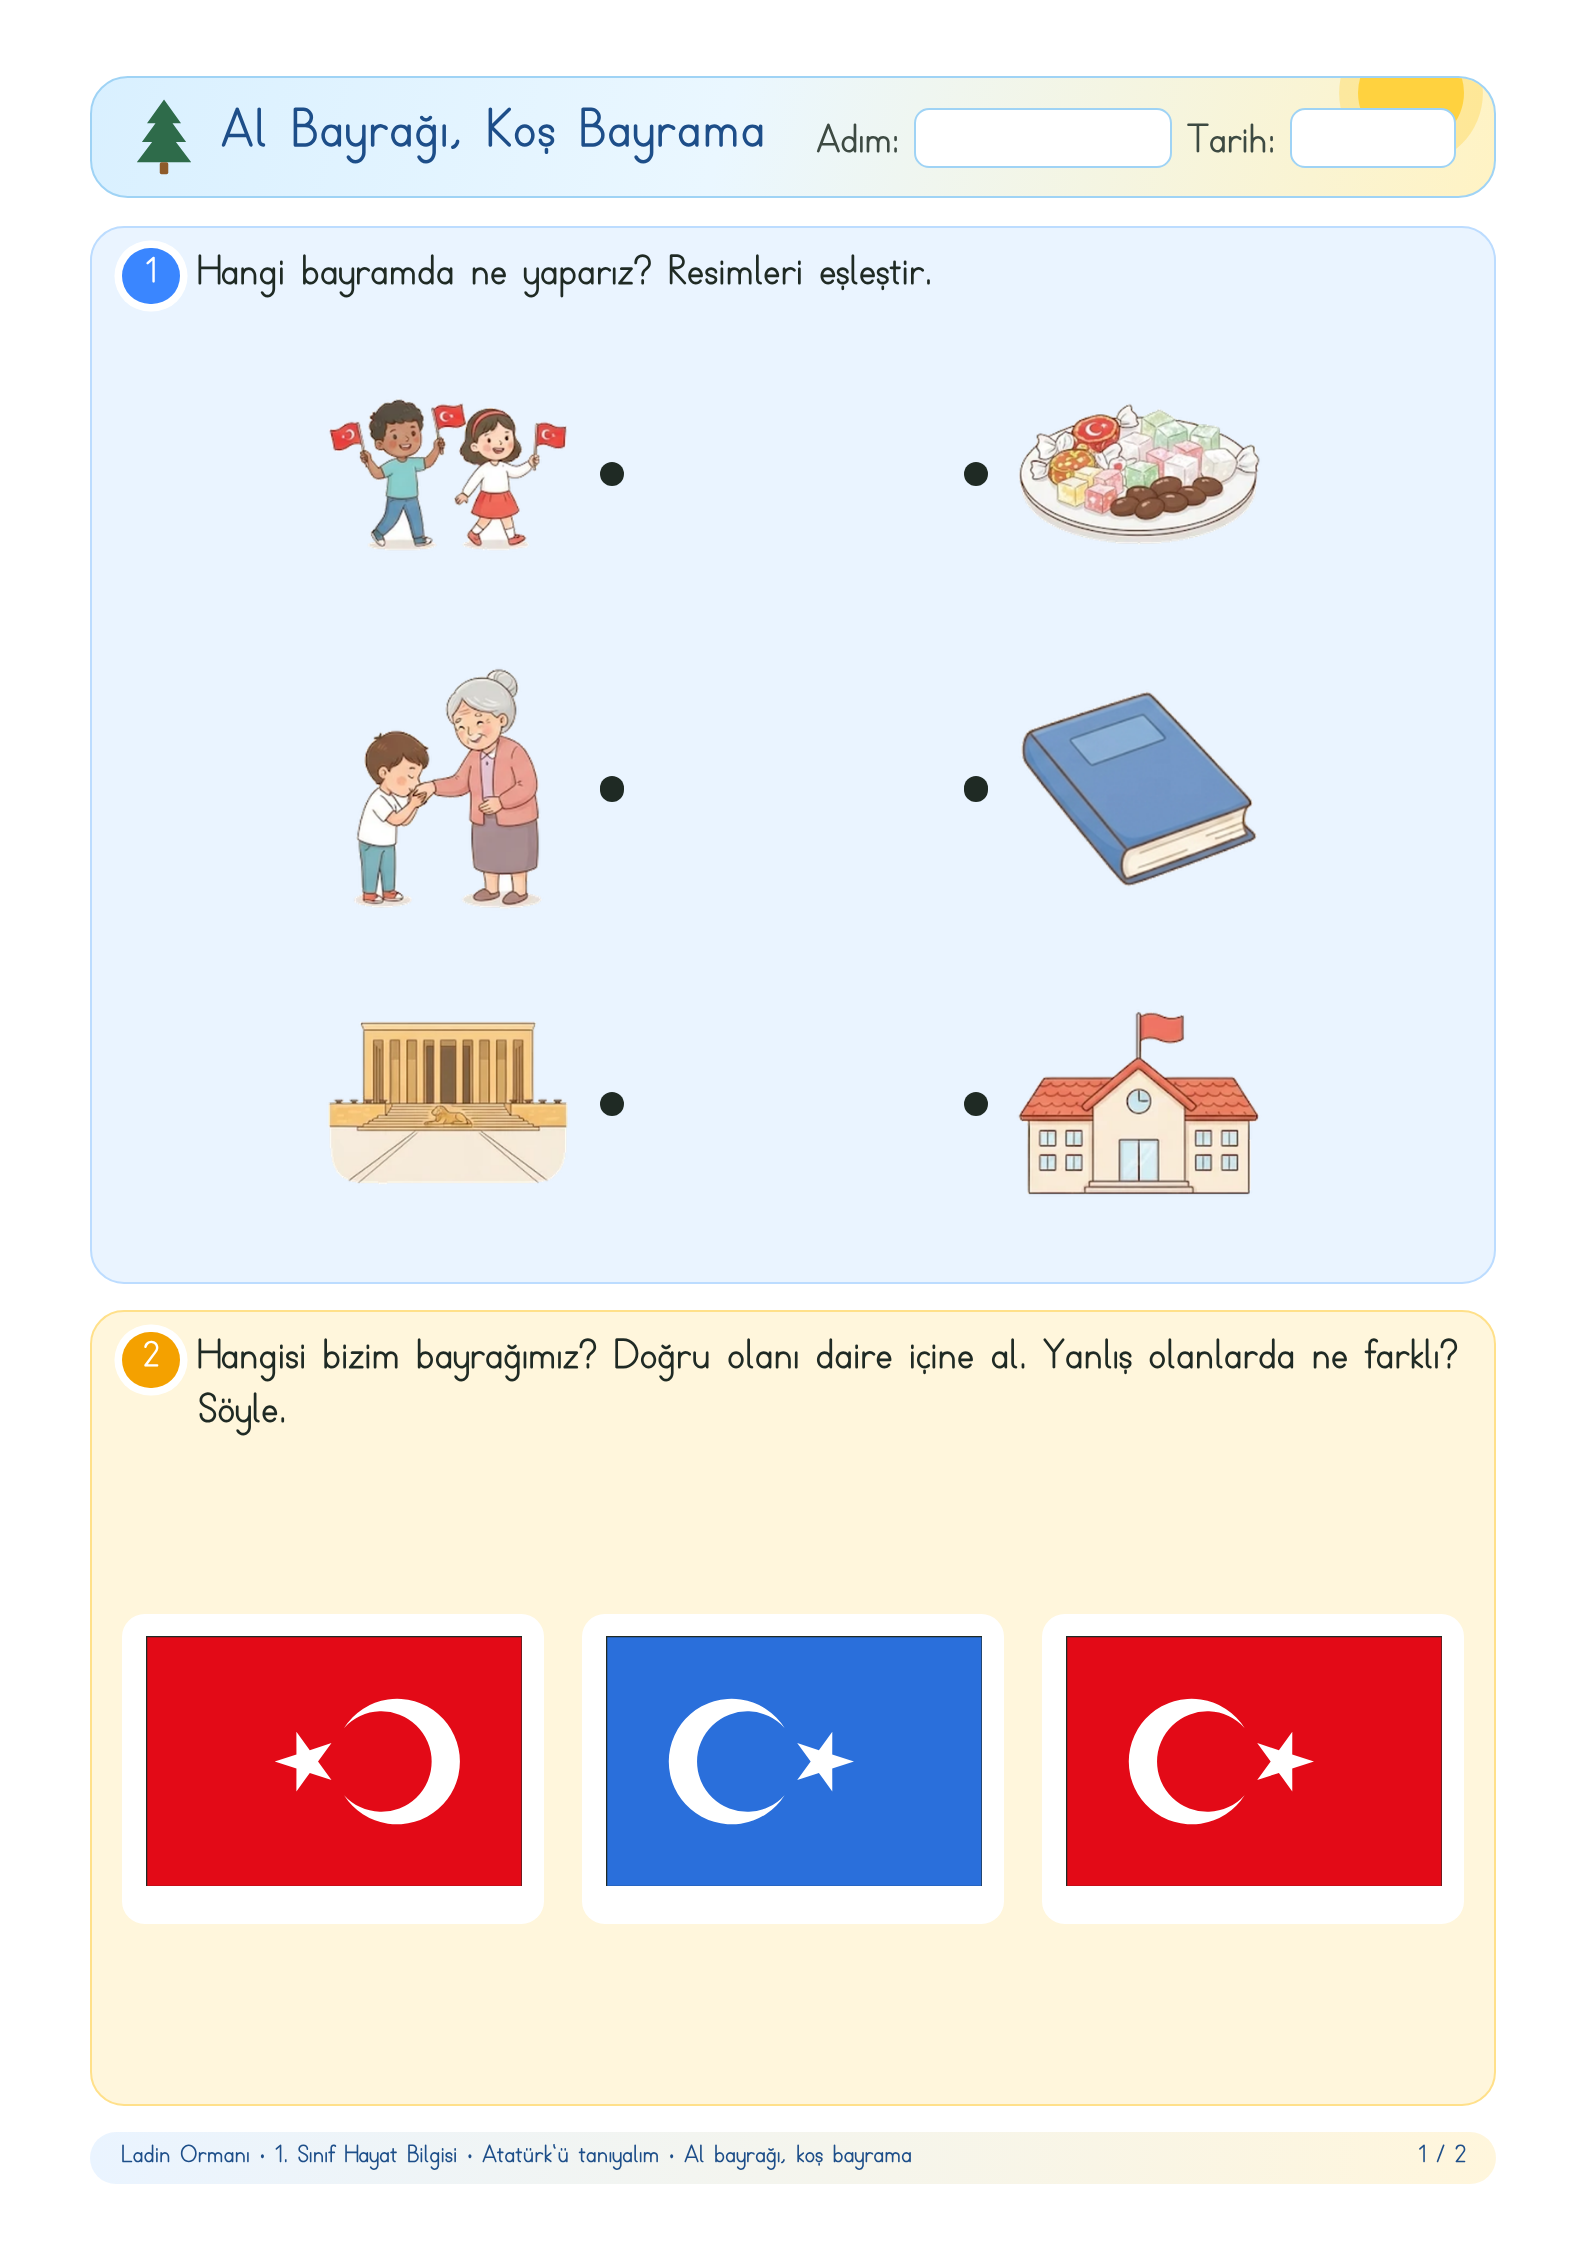 Al Bayrağı, Koş Bayrama
Adım:
Tarih:
1
Hangi bayramda ne yaparız? Resimleri eşleştir.
2
Hangisi bizim bayrağımız? Doğru olanı daire içine al. Yanlış olanlarda ne farklı?
Söyle.
Ladin Ormanı • 1. Sınıf Hayat Bilgisi • Atatürk'ü tanıyalım • Al bayrağı, koş bayrama
1 / 2